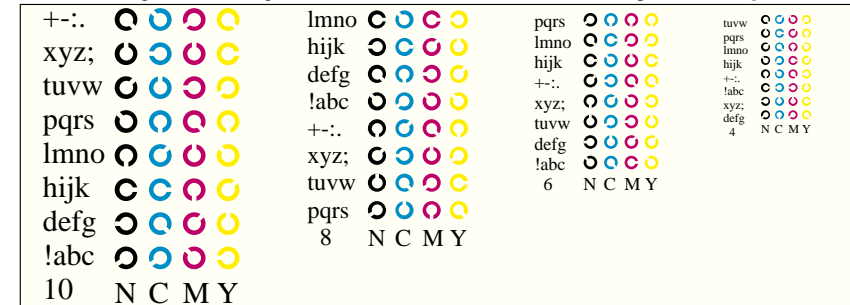 +-:.
xyz;
tuvw
pqrs
lmno
hijk
defg
!abc
10 N C M Y
lmno
hijk
defg
!abc
+-:.
xyz;
tuvw
pqrs
8 N C M Y
pqrs
lmno
hijk
+-:.
xyz;
tuvw
defg
!abc
6 N C M Y
tuvw
pqrs
lmno
hijk
+-:.
!abc
xyz;
defg
4 N C M Y